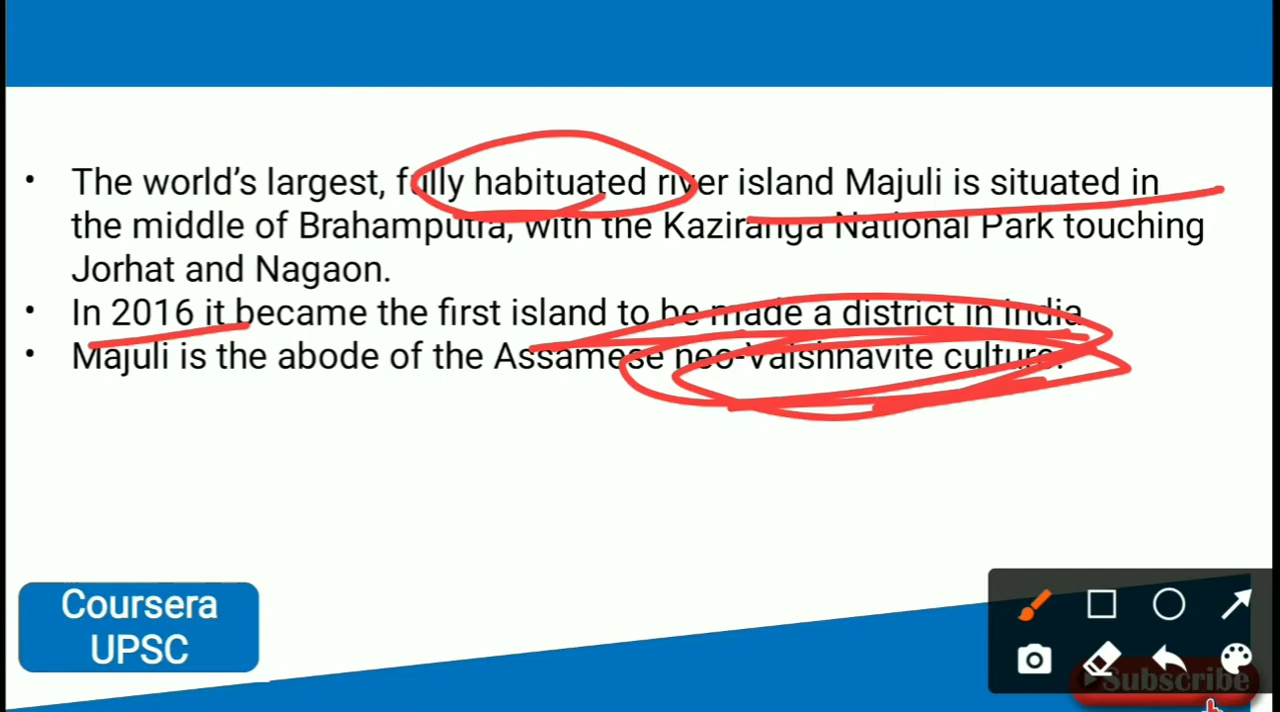 • The world’s largest, fully habituated river island Majuli is situated in
the middle of Brahamputra, with the Kaziranga National Park touching
Jorhat and Nagaon.
• In 2016 it became the first island to be made a district in India
• Majuli is the abode of the Assamese neo-Vaishnavite culture.
Coursera
UPSC
Subscribe